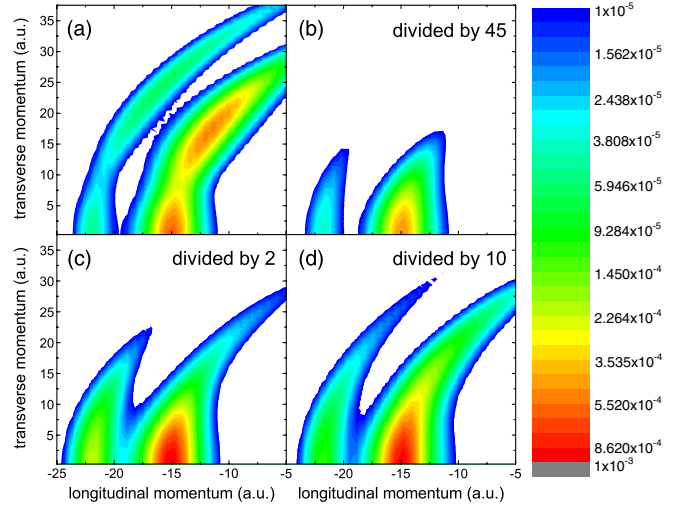 (a)
(b)
divided by 45
transverse momentum (a.u.)
35
30
25
20
15
10
5
(c)
divided by 2
(d)
divided by 10
transverse momentum (a.u.)
35
30
25
20
15
10
5
-25
-20
-15
-10
-5
-20
-15
-10
-5
longitudinal momentum (a.u.)
longitudinal momentum (a.u.)
1x10⁻⁵
1.562x10⁻⁵
2.438x10⁻⁵
3.808x10⁻⁵
5.946x10⁻⁵
9.284x10⁻⁵
1.450x10⁻⁴
2.264x10⁻⁴
3.535x10⁻⁴
5.520x10⁻⁴
8.620x10⁻⁴
1x10⁻³